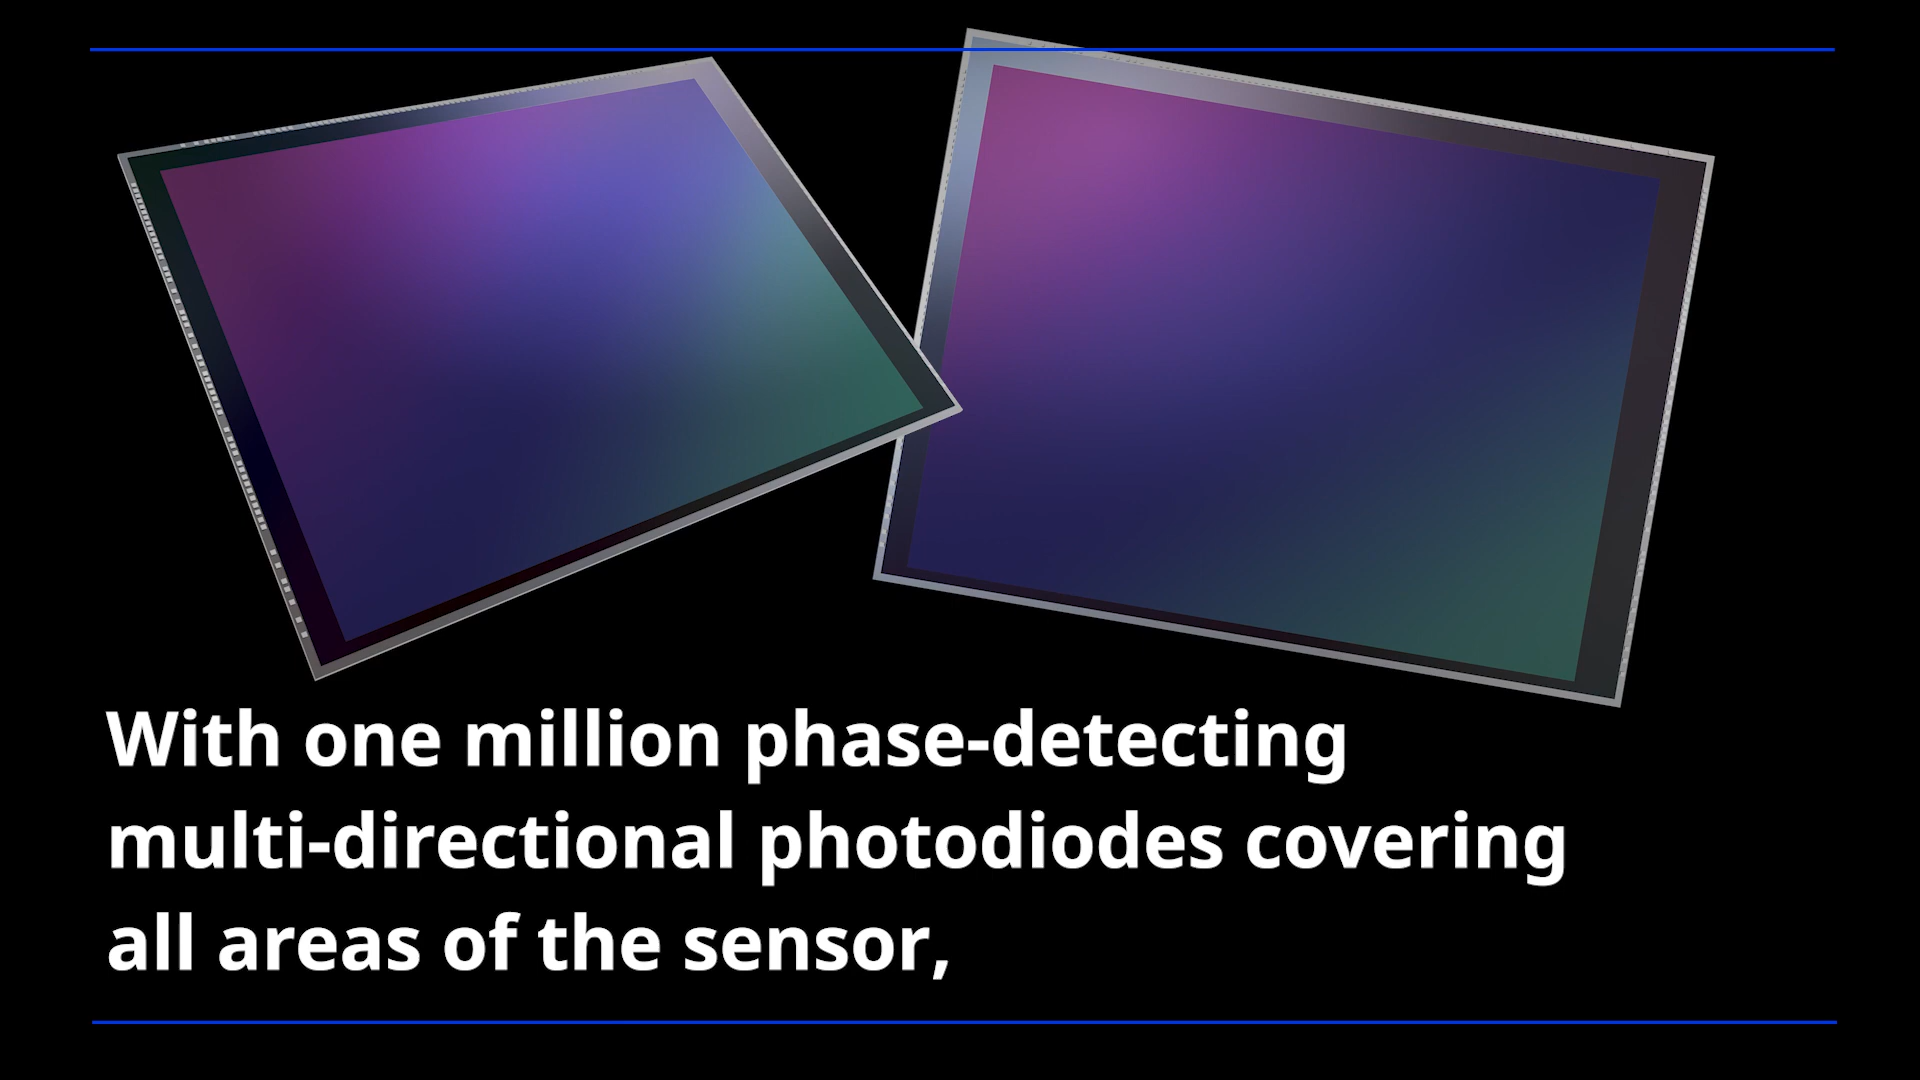 With one million phase-detecting
multi-directional photodiodes covering
all areas of the sensor,